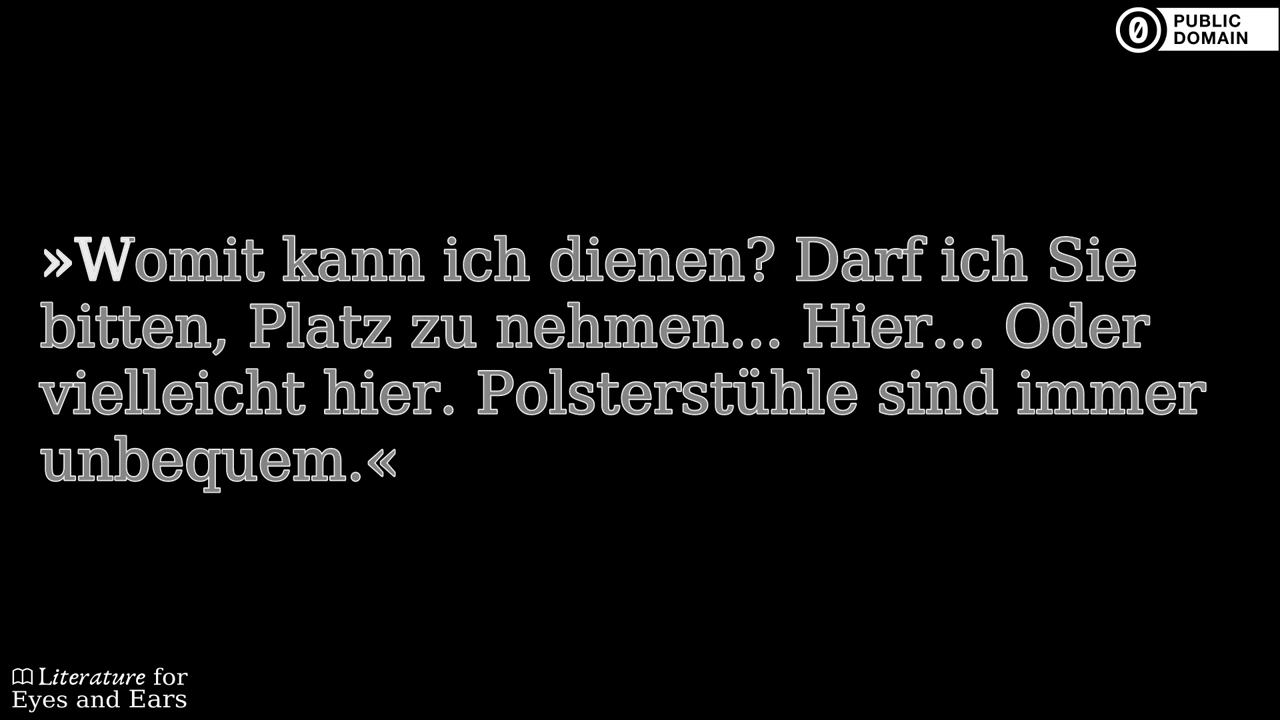 PUBLIC
DOMAIN
»Womit kann ich dienen? Darf ich Sie
bitten, Platz zu nehmen... Hier... Oder
vielleicht hier. Polsterstühle sind immer
unbequem.«
Literature for
Eyes and Ears